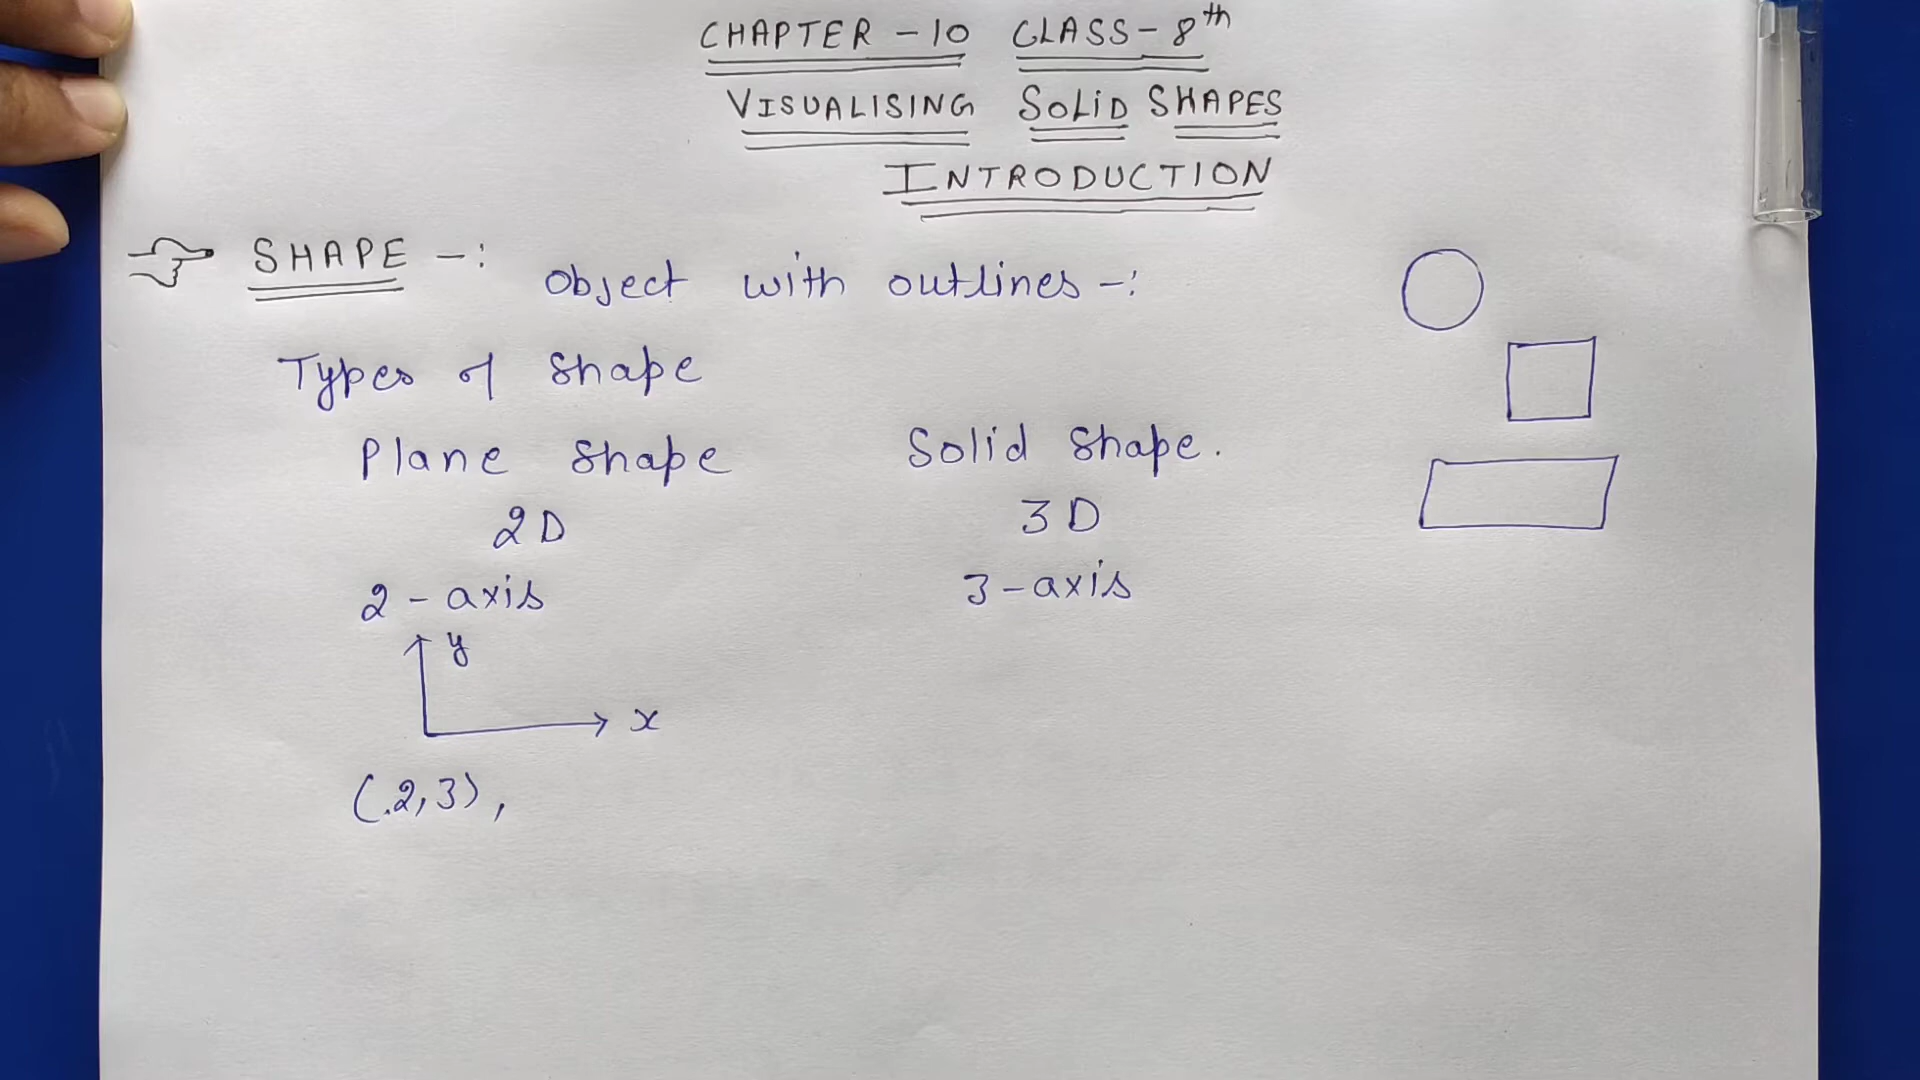 CHAPTER - 10 CLASS - 8th
VISUALISING SOLiD SHAPES
INTRODUCTION
SHAPE -:
Object with outlines -:
Types of Shape
Plane Shape
Solid Shape.
2D
3D
2 - axis
3 - axis
y
x
(.2,3),